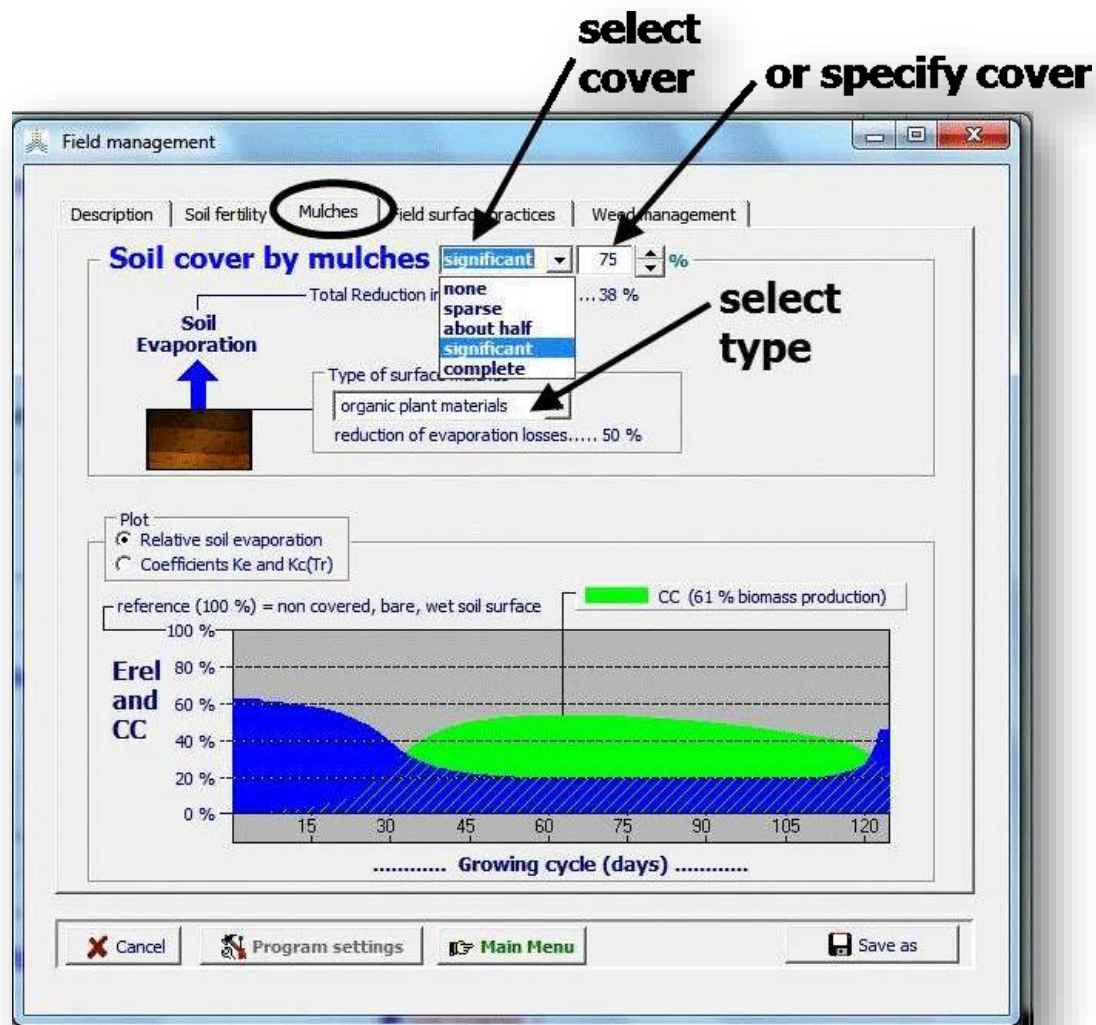 select
cover
or specify cover
Field management
Description Soil fertility Mulches Field surface practices Weed management
Soil cover by mulches significant 75 %
none
sparse
about half
significant
complete
Total Reduction in ... 38 %
select
type
Soil
Evaporation
Type of surface
organic plant materials
reduction of evaporation losses..... 50 %
Plot
Relative soil evaporation
Coefficients Ke and Kc(Tr)
reference (100 %) = non covered, bare, wet soil surface
CC (61 % biomass production)
Erel
and
CC
100 %
80 %
60 %
40 %
20 %
0 %
15 30 45 60 75 90 105 120
............ Growing cycle (days) ............
Cancel Program settings Main Menu Save as